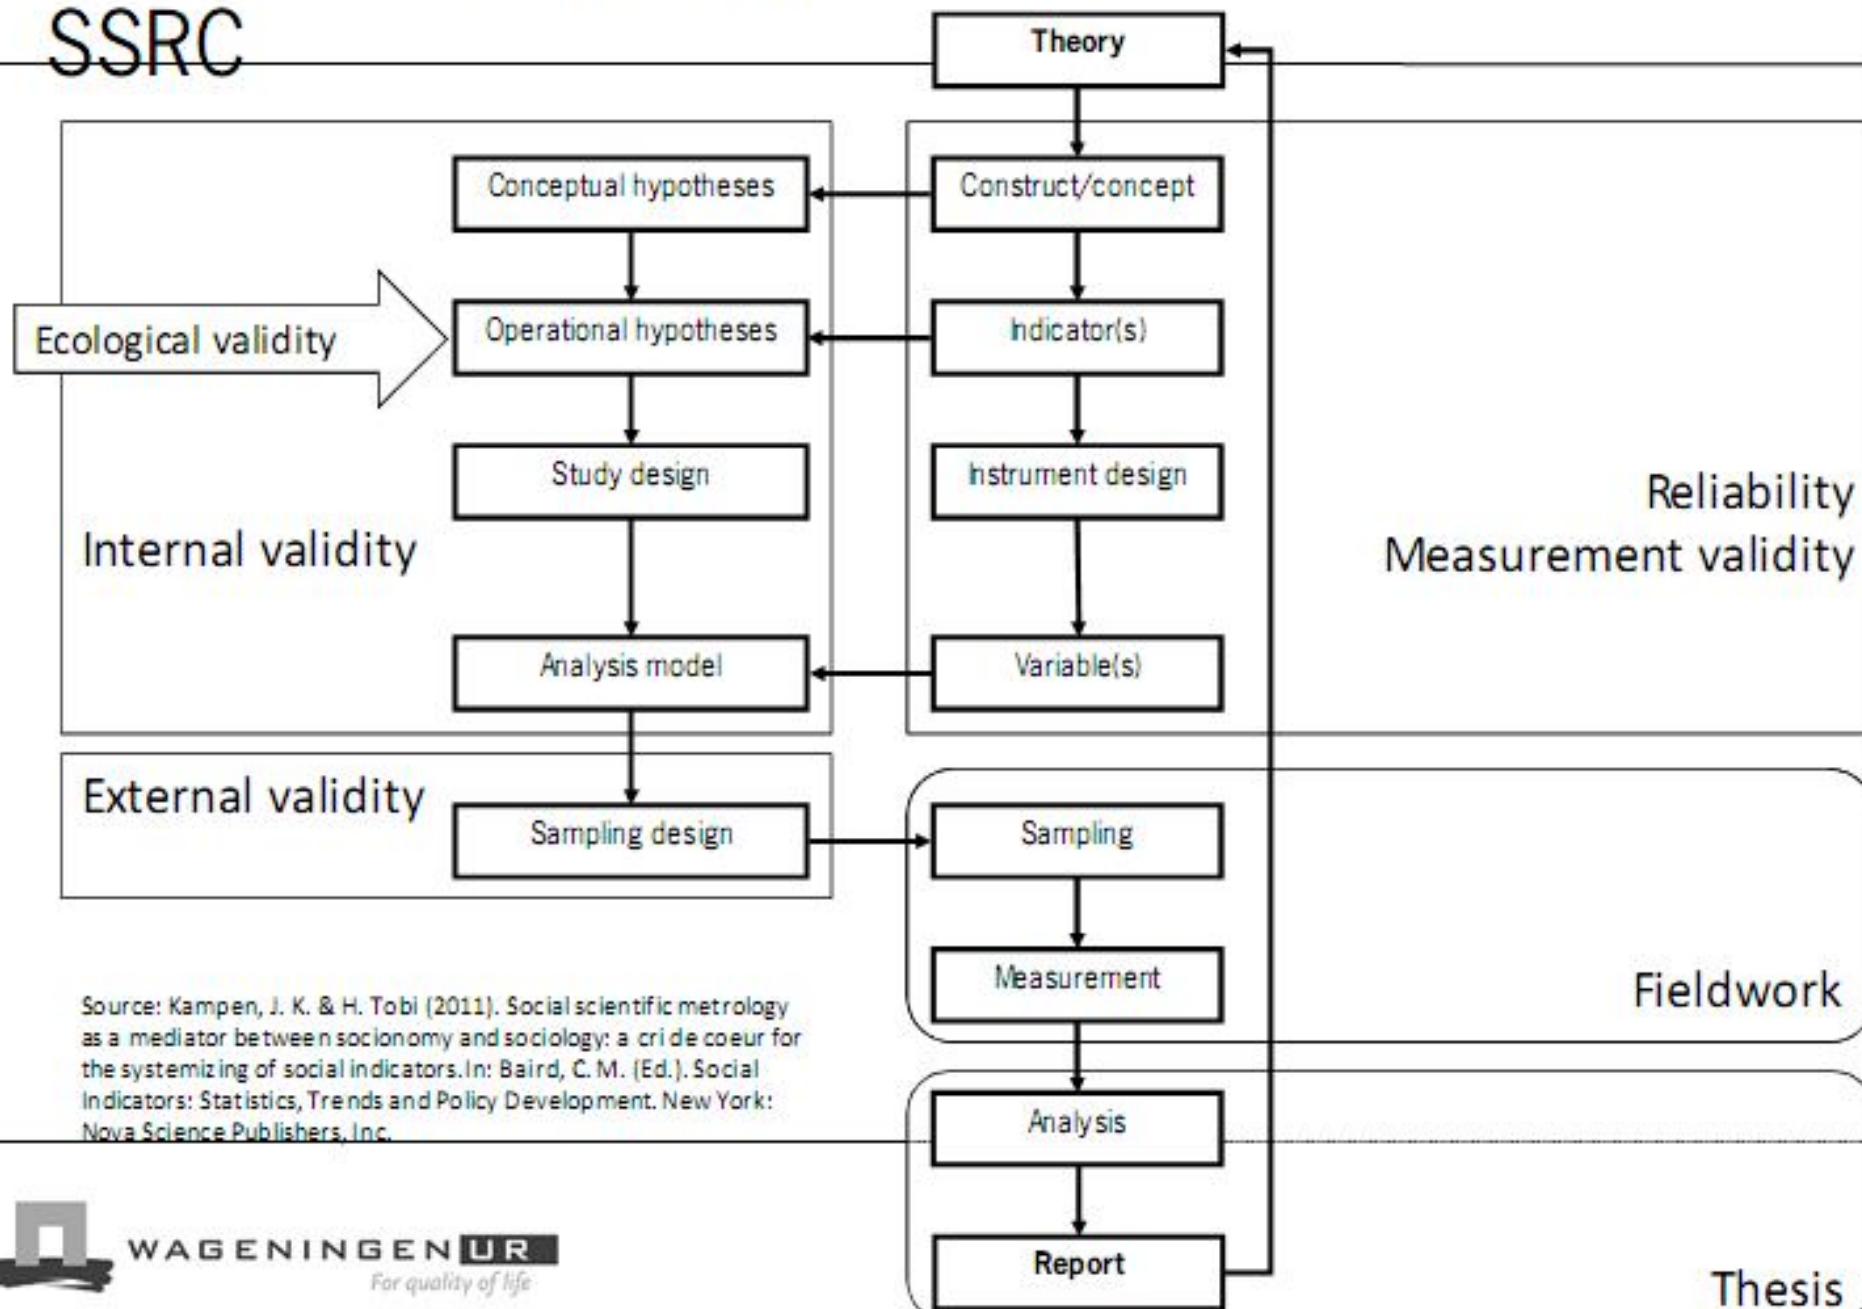 SSRC
Theory
Conceptual hypotheses
Construct/concept
Ecological validity
Operational hypotheses
Indicator(s)
Study design
Instrument design
Reliability
Internal validity
Measurement validity
Analysis model
Variable(s)
External validity
Sampling design
Sampling
Measurement
Fieldwork
Source: Kampen, J. K. & H. Tobi (2011). Social scientific metrology
as a mediator between socionomy and sociology: a cri de coeur for
the systemizing of social indicators. In: Baird, C. M. (Ed.). Social
Indicators: Statistics, Trends and Policy Development. New York:
Nova Science Publishers, Inc.
Analysis
WAGENINGEN UR
For quality of life
Report
Thesis